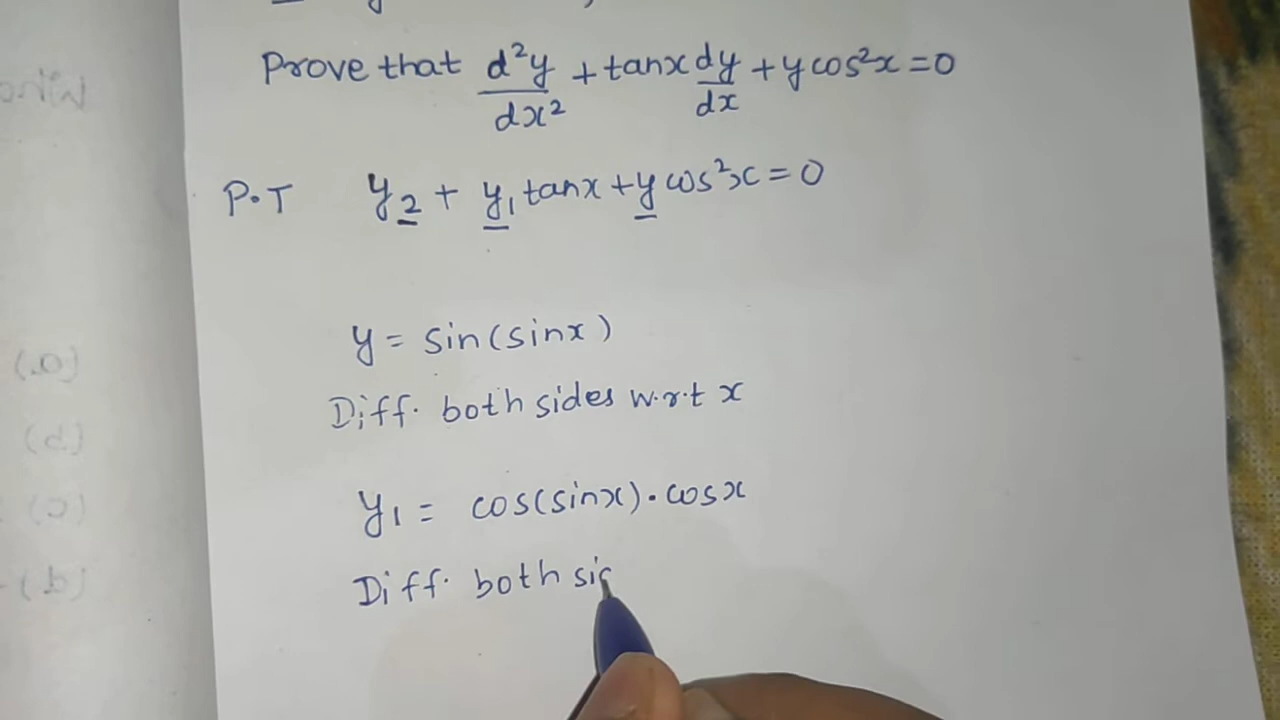 Prove that d²y/dx² + tanx dy/dx + y cos²x = 0
P.T y₂ + y₁ tanx + y cos²x = 0
y = sin(sinx)
Diff. both sides w.r.t x
y₁ = cos(sinx) . cosx
Diff. both